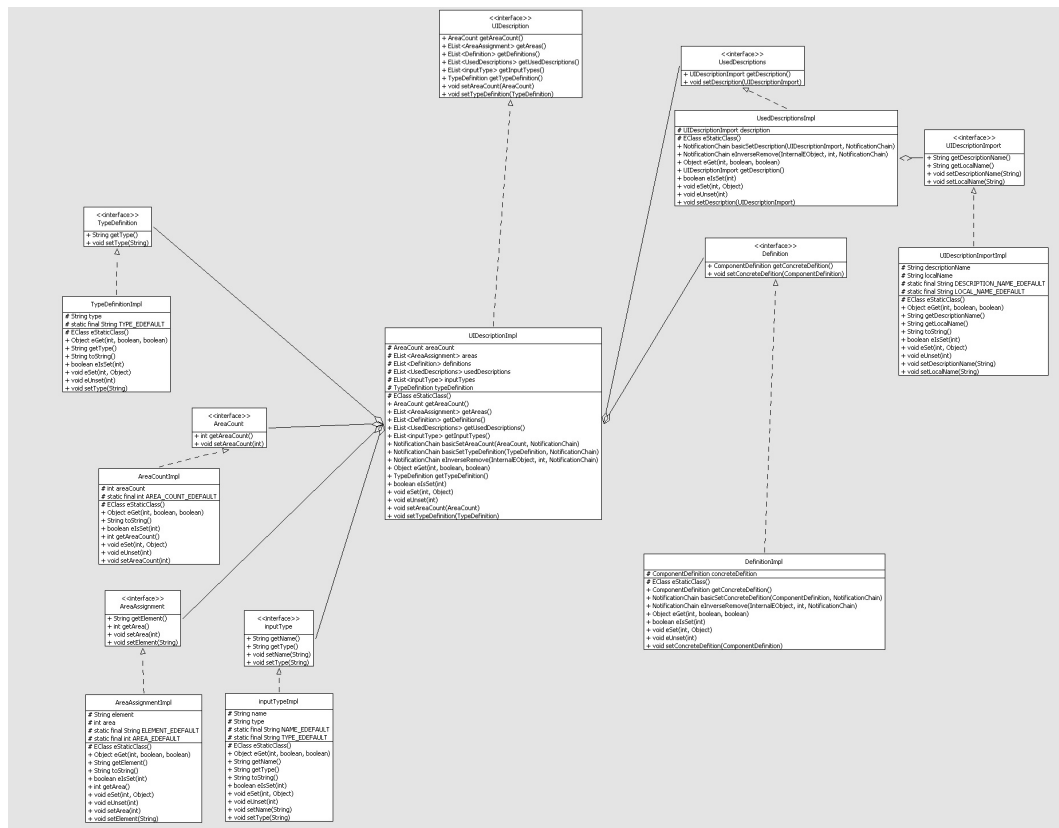 <<interface>>
UIDescription
+ AreaCount getAreaCount()
+ EList<AreaAssignment> getAreas()
+ EList<Definition> getDefinitions()
+ EList<UsedDescriptions> getUsedDescriptions()
+ EList<inputType> getInputTypes()
+ TypeDefinition getTypeDefinition()
+ void setAreaCount(AreaCount)
+ void setTypeDefinition(TypeDefinition)
<<interface>>
UsedDescriptions
+ UIDescriptionImport getDescription()
+ void setDescription(UIDescriptionImport)
UsedDescriptionsImpl
# UIDescriptionImport description
# EClass eStaticClass()
+ NotificationChain basicSetDescription(UIDescriptionImport, NotificationChain)
+ NotificationChain eInverseRemove(InternalEObject, int, NotificationChain)
+ Object eGet(int, boolean, boolean)
+ UIDescriptionImport getDescription()
+ boolean eIsSet(int)
+ void eSet(int, Object)
+ void eUnset(int)
+ void setDescription(UIDescriptionImport)
<<interface>>
UIDescriptionImport
+ String getDescriptionName()
+ String getLocalName()
+ void setDescriptionName(String)
+ void setLocalName(String)
UIDescriptionImportImpl
# String descriptionName
# String localName
# static final String DESCRIPTION_NAME_EDEFAULT
# static final String LOCAL_NAME_EDEFAULT
# EClass eStaticClass()
+ Object eGet(int, boolean, boolean)
+ String getDescriptionName()
+ String getLocalName()
+ String toString()
+ boolean eIsSet(int)
+ void eSet(int, Object)
+ void eUnset(int)
+ void setDescriptionName(String)
+ void setLocalName(String)
<<interface>>
TypeDefinition
+ String getType()
+ void setType(String)
<<interface>>
Definition
+ ComponentDefinition getConcreteDefition()
+ void setConcreteDefition(ComponentDefinition)
TypeDefinitionImpl
# String type
# static final String TYPE_EDEFAULT
# EClass eStaticClass()
+ Object eGet(int, boolean, boolean)
+ String getType()
+ String toString()
+ boolean eIsSet(int)
+ void eSet(int, Object)
+ void eUnset(int)
+ void setType(String)
UIDescriptionImpl
# AreaCount areaCount
# EList<AreaAssignment> areas
# EList<Definition> definitions
# EList<UsedDescriptions> usedDescriptions
# EList<inputType> inputTypes
# TypeDefinition typeDefinition
# EClass eStaticClass()
+ AreaCount getAreaCount()
+ EList<AreaAssignment> getAreas()
+ EList<Definition> getDefinitions()
+ EList<UsedDescriptions> getUsedDescriptions()
+ EList<inputType> getInputTypes()
+ NotificationChain basicSetAreaCount(AreaCount, NotificationChain)
+ NotificationChain basicSetTypeDefinition(TypeDefinition, NotificationChain)
+ NotificationChain eInverseRemove(InternalEObject, int, NotificationChain)
+ Object eGet(int, boolean, boolean)
+ TypeDefinition getTypeDefinition()
+ boolean eIsSet(int)
+ void eSet(int, Object)
+ void eUnset(int)
+ void setAreaCount(AreaCount)
+ void setTypeDefinition(TypeDefinition)
<<interface>>
AreaCount
+ int getAreaCount()
+ void setAreaCount(int)
AreaCountImpl
# int areaCount
# static final int AREA_COUNT_EDEFAULT
# EClass eStaticClass()
+ Object eGet(int, boolean, boolean)
+ String toString()
+ boolean eIsSet(int)
+ int getAreaCount()
+ void eSet(int, Object)
+ void eUnset(int)
+ void setAreaCount(int)
DefinitionImpl
# ComponentDefinition concreteDefition
# EClass eStaticClass()
+ ComponentDefinition getConcreteDefition()
+ NotificationChain basicSetConcreteDefition(ComponentDefinition, NotificationChain)
+ NotificationChain eInverseRemove(InternalEObject, int, NotificationChain)
+ Object eGet(int, boolean, boolean)
+ boolean eIsSet(int)
+ void eSet(int, Object)
+ void eUnset(int)
+ void setConcreteDefition(ComponentDefinition)
<<interface>>
AreaAssignment
+ String getElement()
+ int getArea()
+ void setArea(int)
+ void setElement(String)
<<interface>>
inputType
+ String getName()
+ String getType()
+ void setName(String)
+ void setType(String)
AreaAssignmentImpl
# String element
# int area
# static final String ELEMENT_EDEFAULT
# static final int AREA_EDEFAULT
# EClass eStaticClass()
+ Object eGet(int, boolean, boolean)
+ String getElement()
+ String toString()
+ boolean eIsSet(int)
+ int getArea()
+ void eSet(int, Object)
+ void eUnset(int)
+ void setArea(int)
+ void setElement(String)
inputTypeImpl
# String name
# String type
# static final String NAME_EDEFAULT
# static final String TYPE_EDEFAULT
# EClass eStaticClass()
+ Object eGet(int, boolean, boolean)
+ String getName()
+ String getType()
+ String toString()
+ boolean eIsSet(int)
+ void eSet(int, Object)
+ void eUnset(int)
+ void setName(String)
+ void setType(String)